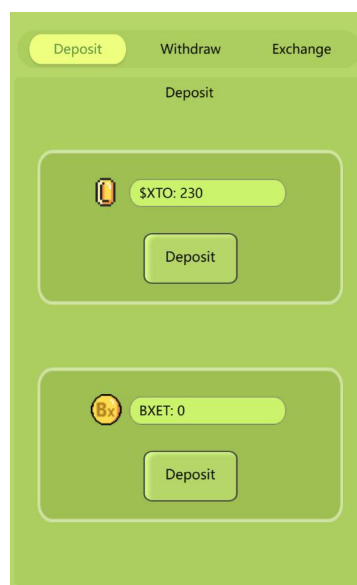 Deposit Withdraw Exchange
Deposit
$XTO: 230
Deposit
Bx BXET: 0
Deposit